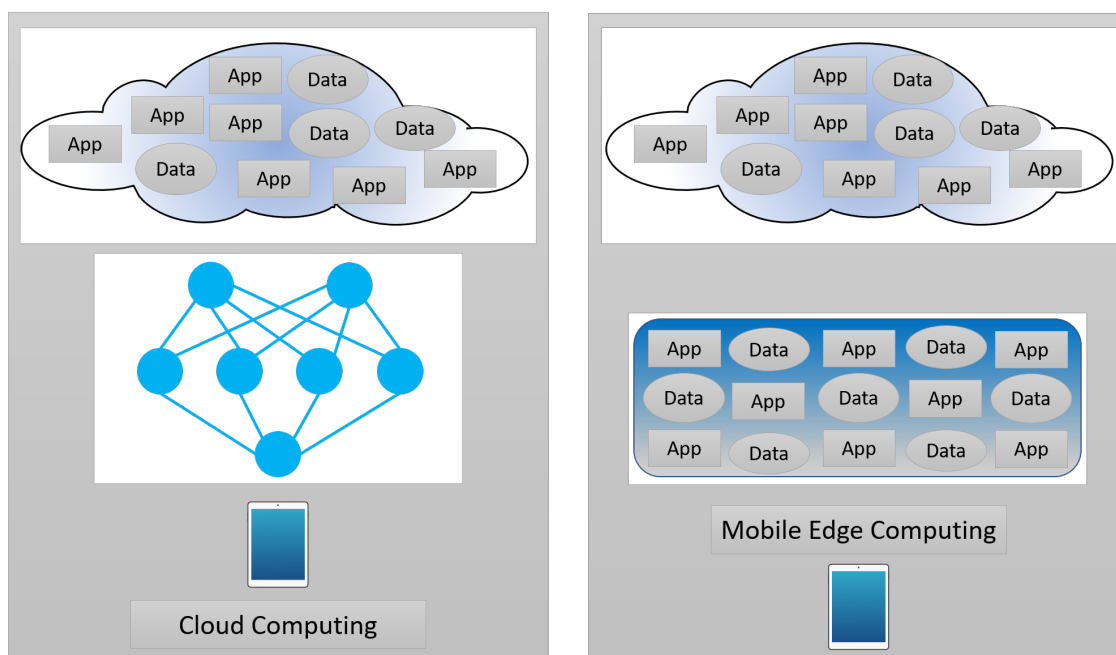 App Data
App App Data Data
App Data App App App
Cloud Computing
App Data
App App Data Data
App Data App App App
App Data App Data App
Data App Data App Data
App Data App Data App
Mobile Edge Computing